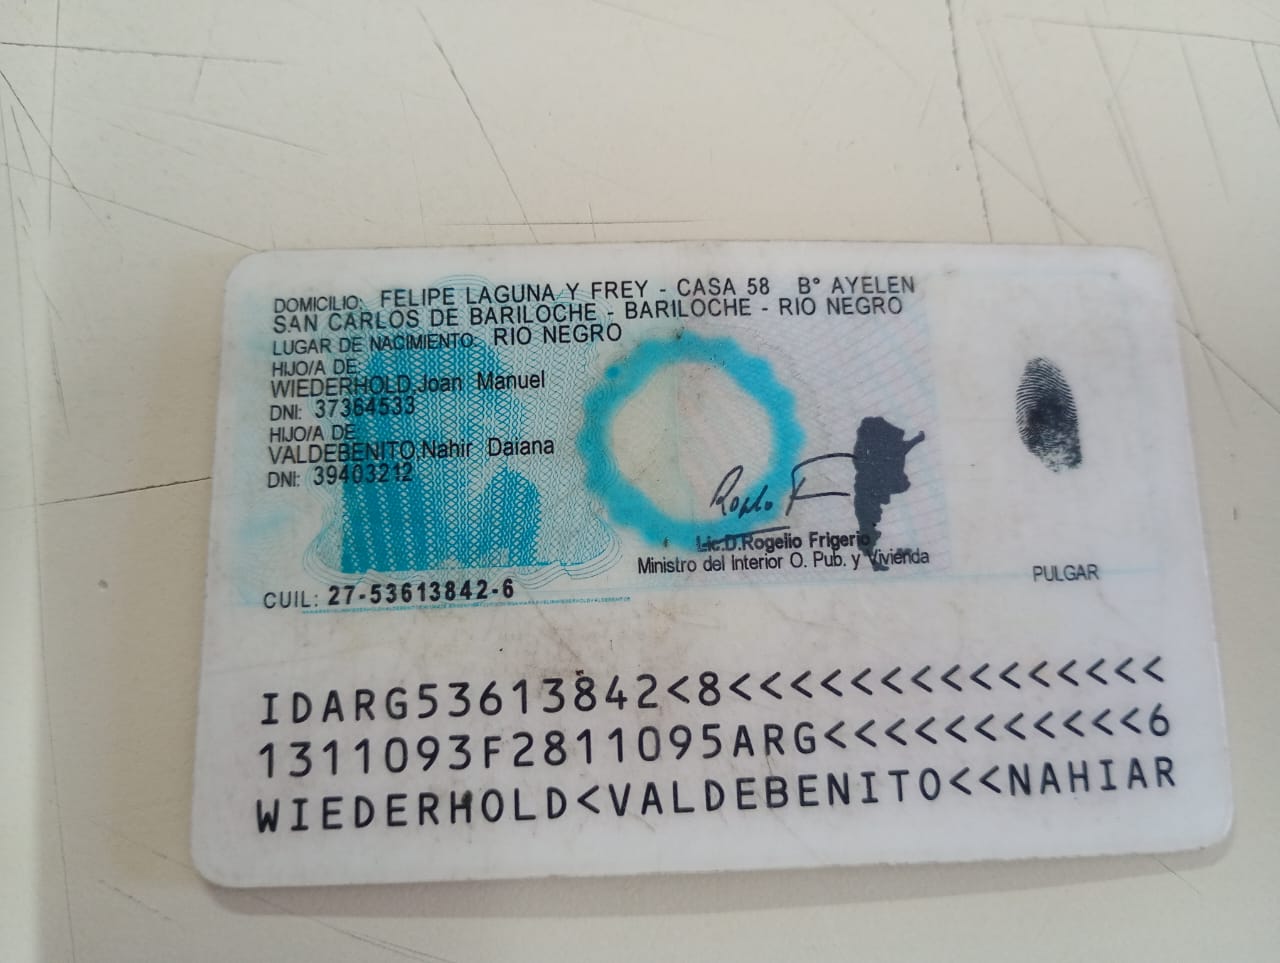 DOMICILIO: FELIPE LAGUNA Y FREY - CASA 58 B° AYELEN
SAN CARLOS DE BARILOCHE - BARILOCHE - RIO NEGRO
LUGAR DE NACIMIENTO: RIO NEGRO
HIJO/A DE:
WIEDERHOLD,Joan Manuel
DNI: 37364533
HIJO/A DE
VALDEBENITO,Nahir Daiana
DNI: 39403212
Lic.D.Rogelio Frigerio
Ministro del Interior O. Pub. y Vivienda
PULGAR
CUIL: 27-53613842-6
IDARG53613842<8<<<<<<<<<<<<<<<
1311093F2811095ARG<<<<<<<<<<<6
WIEDERHOLD<VALDEBENITO<<NAHIAR